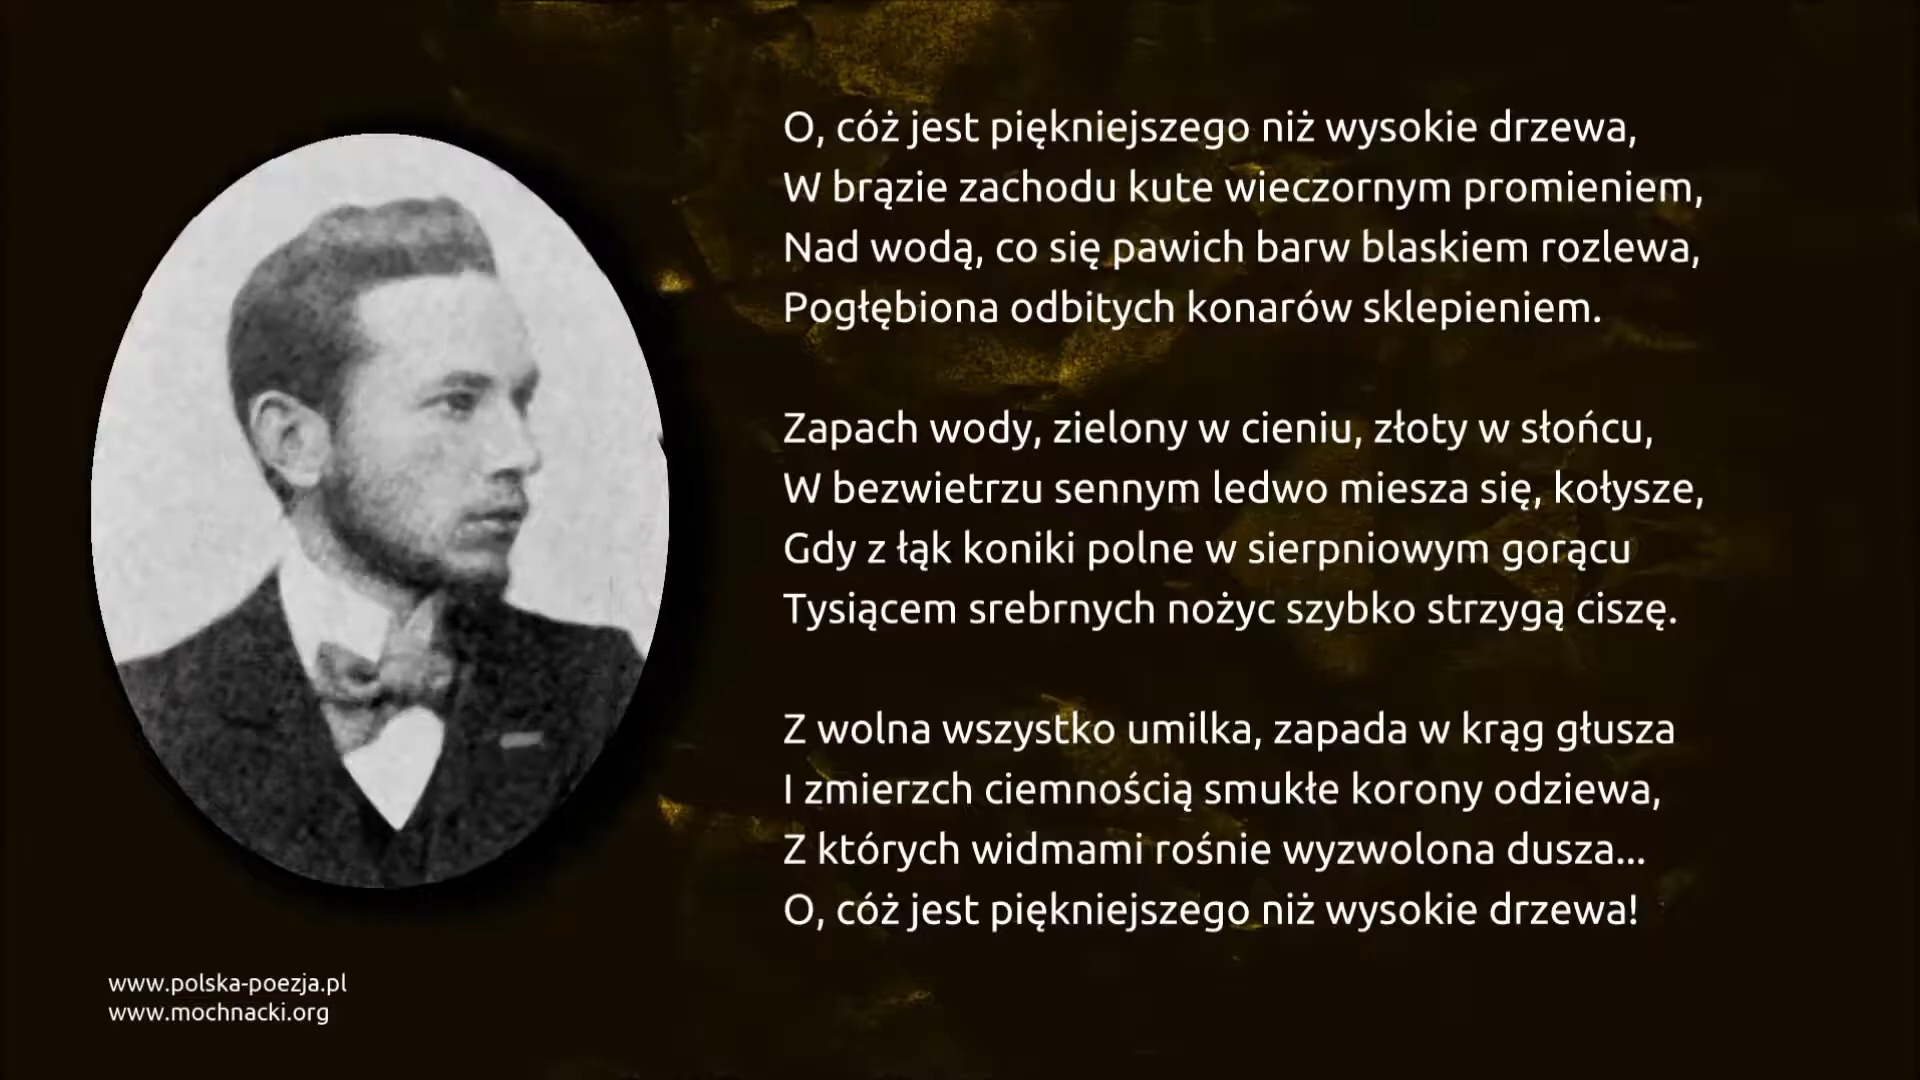 O, cóż jest piękniejszego niż wysokie drzewa,
W brązie zachodu kute wieczornym promieniem,
Nad wodą, co się pawich barw blaskiem rozlewa,
Pogłębiona odbitych konarów sklepieniem.
Zapach wody, zielony w cieniu, złoty w słońcu,
W bezwietrzu sennym ledwo miesza się, kołysze,
Gdy z łąk koniki polne w sierpniowym gorącu
Tysiącem srebrnych nożyc szybko strzygą ciszę.
Z wolna wszystko umilka, zapada w krąg głusza
I zmierzch ciemnością smukłe korony odziewa,
Z których widmami rośnie wyzwolona dusza...
O, cóż jest piękniejszego niż wysokie drzewa!
www.polska-poezja.pl
www.mochnacki.org